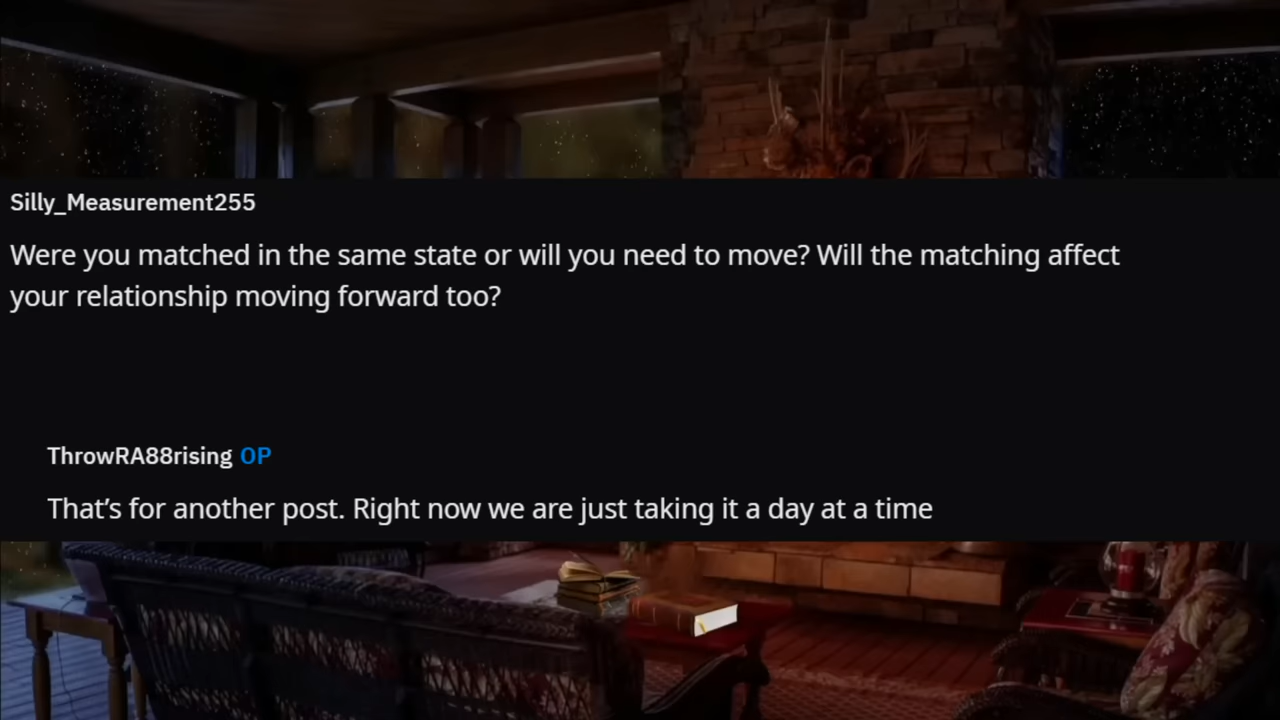 Silly_Measurement255
Were you matched in the same state or will you need to move? Will the matching affect
your relationship moving forward too?
ThrowRA88rising OP
That’s for another post. Right now we are just taking it a day at a time